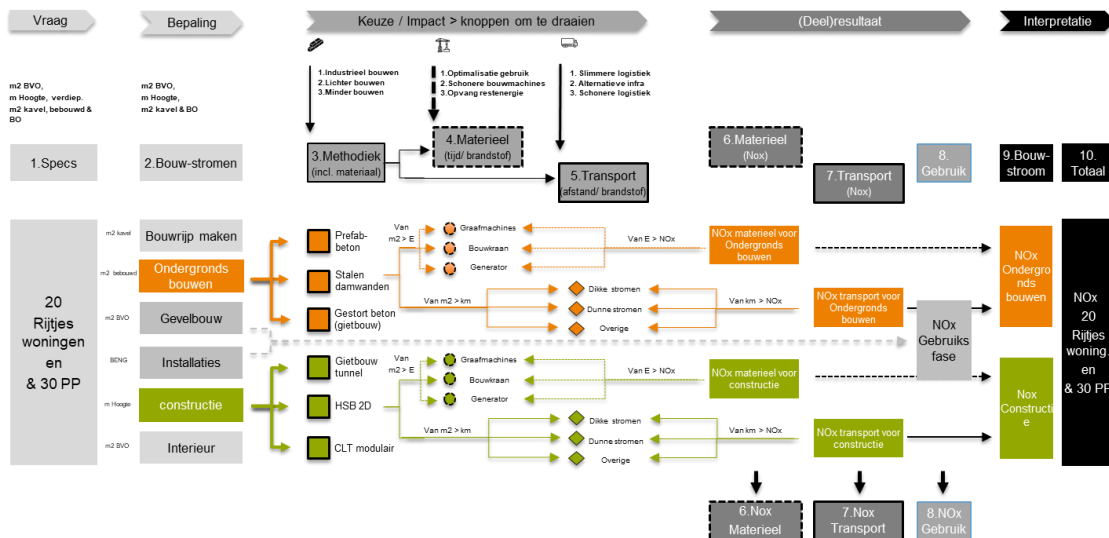 Vraag
Bepaling
Keuze / Impact > knoppen om te draaien
(Deel)resultaat
Interpretatie
m2 BVO,
m Hoogte, verdiep.
m2 kavel, bebouwd &
BO
m2 BVO,
m Hoogte,
m2 kavel & BO
1.Industrieel bouwen
2.Lichter bouwen
3.Minder bouwen
1.Optimalisatie gebruik
2.Schonere bouwmachines
3.Opvang restenergie
1. Slimmere logistiek
2. Alternatieve infra
3. Schonere logistiek
1.Specs
2.Bouw-stromen
3.Methodiek
(incl. materiaal)
4.Materieel
(tijd/ brandstof)
5.Transport
(afstand/ brandstof)
6.Materieel
(Nox)
7.Transport
(Nox)
8.
Gebruik
9.Bouw-
stroom
10.
Totaal
20
Rijtjes
woningen
en
& 30 PP
m2 kavel
Bouwrijp maken
m2 bebouwd
Ondergronds
bouwen
m2 BVO
Gevelbouw
BENG
Installaties
m Hoogte
constructie
m2 BVO
Interieur
Prefab-
beton
Stalen
damwanden
Gestort beton
(gietbouw)
Van
m2 > E
Graafmachines
Bouwkraan
Generator
Van E > NOx
NOx materieel voor
Ondergronds
bouwen
Van m2 > km
Dikke stromen
Dunne stromen
Overige
Van km > NOx
NOx transport voor
Ondergronds
bouwen
NOx
Gebruiks
fase
NOx
Ondergro
nds
bouwen
Gietbouw
tunnel
HSB 2D
CLT modulair
Van
m2 > E
Graafmachines
Bouwkraan
Generator
Van E > NOx
NOx materieel voor
constructie
Van m2 > km
Dikke stromen
Dunne stromen
Overige
Van km > NOx
NOx transport voor
constructie
Nox
Constructi
e
NOx
20
Rijtjes
woning.
en
& 30 PP
6.Nox
Materieel
7.Nox
Transport
8.NOx
Gebruik